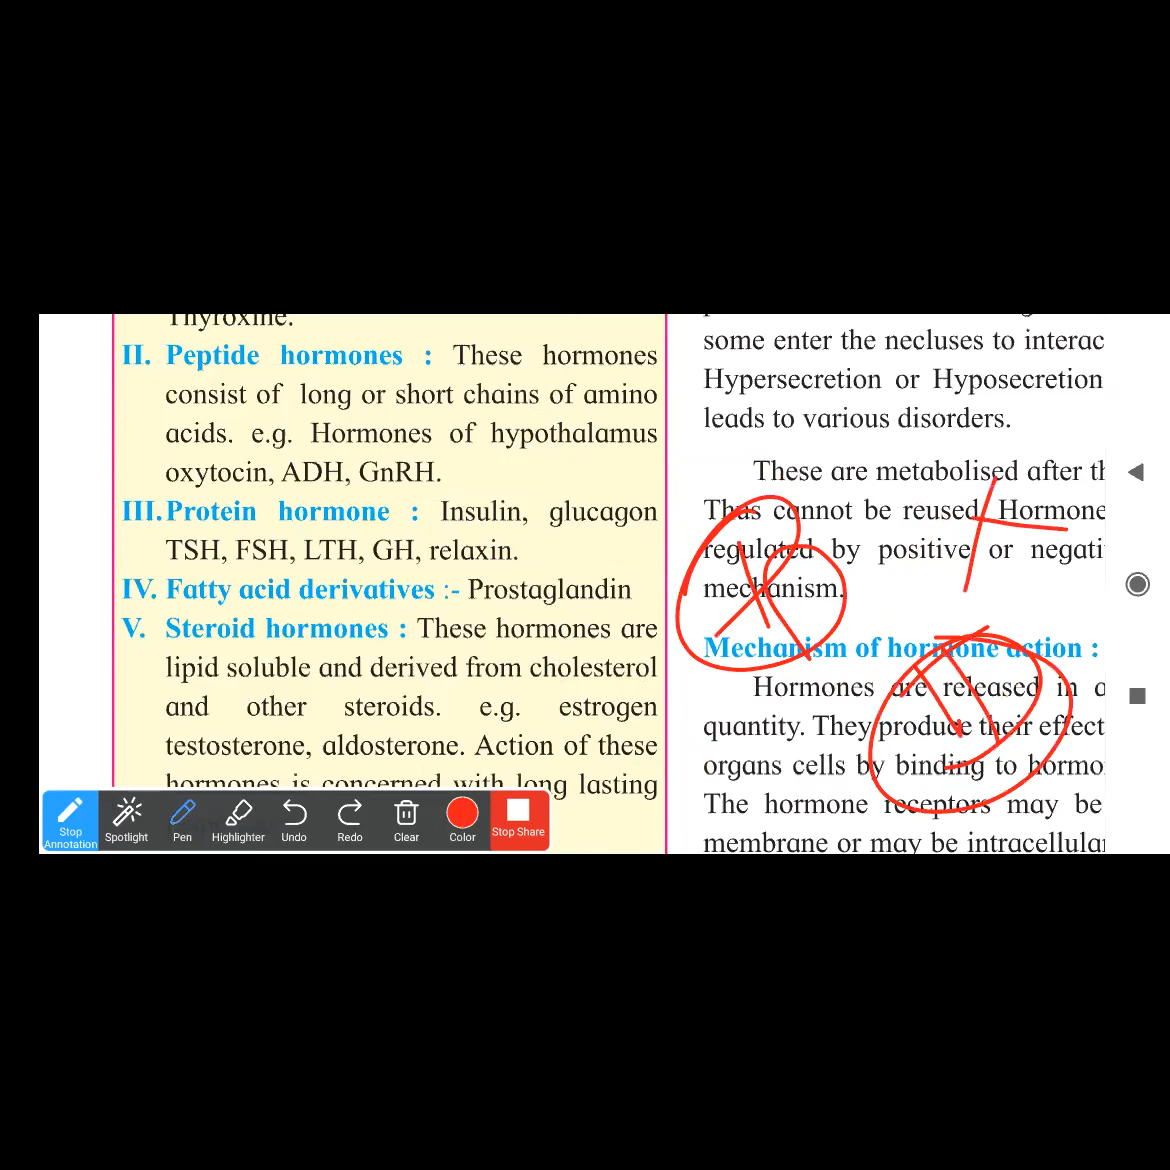 Thyroxine.
II. Peptide hormones : These hormones
consist of long or short chains of amino
acids. e.g. Hormones of hypothalamus
oxytocin, ADH, GnRH.
III. Protein hormone : Insulin, glucagon
TSH, FSH, LTH, GH, relaxin.
IV. Fatty acid derivatives :- Prostaglandin
V. Steroid hormones : These hormones are
lipid soluble and derived from cholesterol
and other steroids. e.g. estrogen
testosterone, aldosterone. Action of these
hormones is concerned with long lasting
some enter the necluses to interac
Hypersecretion or Hyposecretion
leads to various disorders.
These are metabolised after th
Thus cannot be reused. Hormone
regulated by positive or negati
mechanism.
Mechanism of hormone action :
Hormones are released in a
quantity. They produce their effect
organs cells by binding to hormo
The hormone receptors may be
membrane or may be intracellular
Stop Annotation
Spotlight
Pen
Highlighter
Undo
Redo
Clear
Color
Stop Share